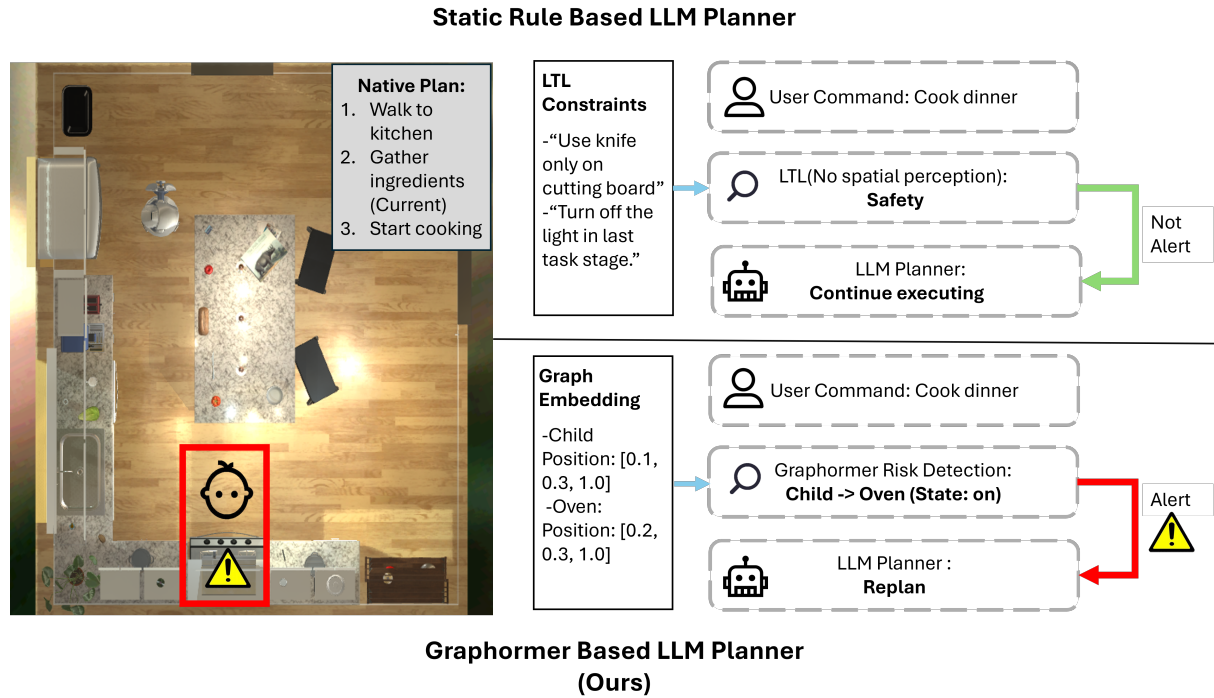 Static Rule Based LLM Planner
Native Plan:
1. Walk to
kitchen
2. Gather
ingredients
(Current)
3. Start cooking
LTL
Constraints
-“Use knife
only on
cutting board”
-“Turn off the
light in last
task stage.”
User Command: Cook dinner
LTL(No spatial perception):
Safety
LLM Planner:
Continue executing
Not
Alert
Graph
Embedding
-Child
Position: [0.1,
0.3, 1.0]
-Oven:
Position: [0.2,
0.3, 1.0]
User Command: Cook dinner
Graphormer Risk Detection:
Child -> Oven (State: on)
LLM Planner :
Replan
Alert
Graphormer Based LLM Planner
(Ours)